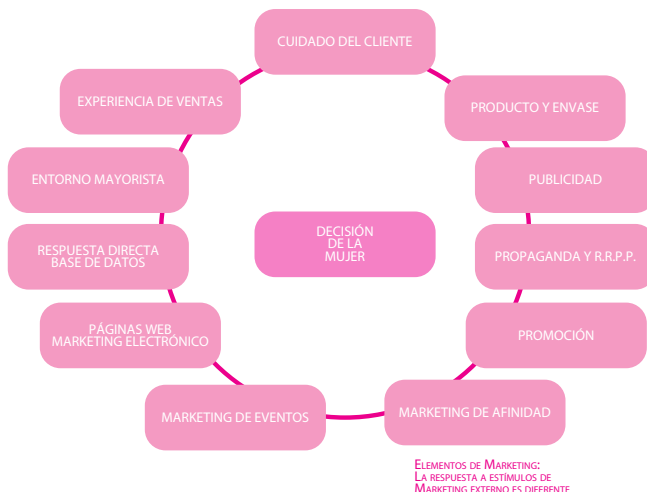 CUIDADO DEL CLIENTE
EXPERIENCIA DE VENTAS
PRODUCTO Y ENVASE
ENTORNO MAYORISTA
PUBLICIDAD
DECISIÓN
DE LA
MUJER
RESPUESTA DIRECTA
BASE DE DATOS
PROPAGANDA Y R.R.P.P.
PÁGINAS WEB
MARKETING ELECTRÓNICO
PROMOCIÓN
MARKETING DE EVENTOS
MARKETING DE AFINIDAD
ELEMENTOS DE MARKETING:
LA RESPUESTA A ESTÍMULOS DE
MARKETING EXTERNO ES DIFERENTE